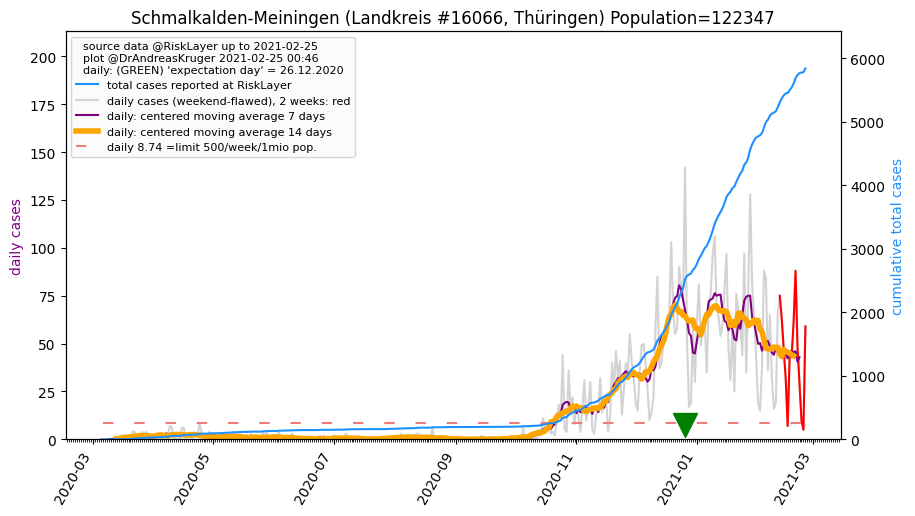 Schmalkalden-Meiningen (Landkreis #16066, Thüringen) Population=122347
source data @RiskLayer up to 2021-02-25
plot @DrAndreasKruger 2021-02-25 00:46
daily: (GREEN) 'expectation day' = 26.12.2020
total cases reported at RiskLayer
daily cases (weekend-flawed), 2 weeks: red
daily: centered moving average 7 days
daily: centered moving average 14 days
daily 8.74 =limit 500/week/1mio pop.
daily cases
200
175
150
125
100
75
50
25
0
6000
5000
4000
3000
2000
1000
0
cumulative total cases
2020-03
2020-05
2020-07
2020-09
2020-11
2021-01
2021-03